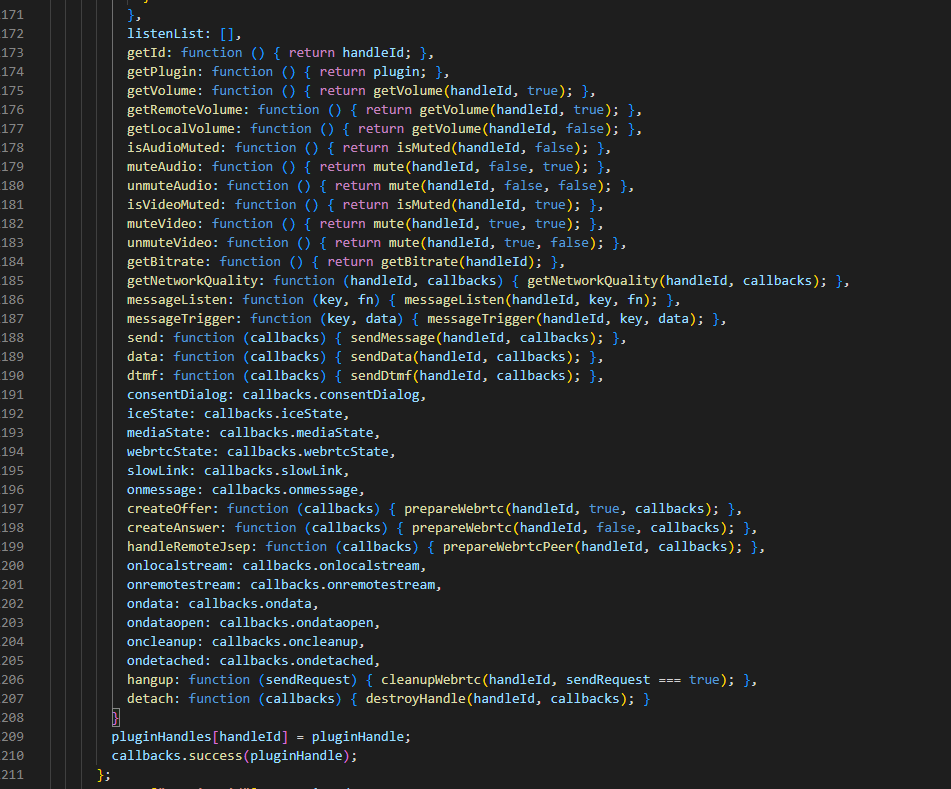 171 },
172 listenList: [],
173 getId: function () { return handleId; },
174 getPlugin: function () { return plugin; },
175 getVolume: function () { return getVolume(handleId, true); },
176 getRemoteVolume: function () { return getVolume(handleId, true); },
177 getLocalVolume: function () { return getVolume(handleId, false); },
178 isAudioMuted: function () { return isMuted(handleId, false); },
179 muteAudio: function () { return mute(handleId, false, true); },
180 unmuteAudio: function () { return mute(handleId, false, false); },
181 isVideoMuted: function () { return isMuted(handleId, true); },
182 muteVideo: function () { return mute(handleId, true, true); },
183 unmuteVideo: function () { return mute(handleId, true, false); },
184 getBitrate: function () { return getBitrate(handleId); },
185 getNetworkQuality: function (handleId, callbacks) { getNetworkQuality(handleId, callbacks); },
186 messageListen: function (key, fn) { messageListen(handleId, key, fn); },
187 messageTrigger: function (key, data) { messageTrigger(handleId, key, data); },
188 send: function (callbacks) { sendMessage(handleId, callbacks); },
189 data: function (callbacks) { sendData(handleId, callbacks); },
190 dtmf: function (callbacks) { sendDtmf(handleId, callbacks); },
191 consentDialog: callbacks.consentDialog,
192 iceState: callbacks.iceState,
193 mediaState: callbacks.mediaState,
194 webrtcState: callbacks.webrtcState,
195 slowLink: callbacks.slowLink,
196 onmessage: callbacks.onmessage,
197 createOffer: function (callbacks) { prepareWebrtc(handleId, true, callbacks); },
198 createAnswer: function (callbacks) { prepareWebrtc(handleId, false, callbacks); },
199 handleRemoteJsep: function (callbacks) { prepareWebrtcPeer(handleId, callbacks); },
200 onlocalstream: callbacks.onlocalstream,
201 onremotestream: callbacks.onremotestream,
202 ondata: callbacks.ondata,
203 ondataopen: callbacks.ondataopen,
204 oncleanup: callbacks.oncleanup,
205 ondetached: callbacks.ondetached,
206 hangup: function (sendRequest) { cleanupWebrtc(handleId, sendRequest === true); },
207 detach: function (callbacks) { destroyHandle(handleId, callbacks); }
208 }
209 pluginHandles[handleId] = pluginHandle;
210 callbacks.success(pluginHandle);
211 };